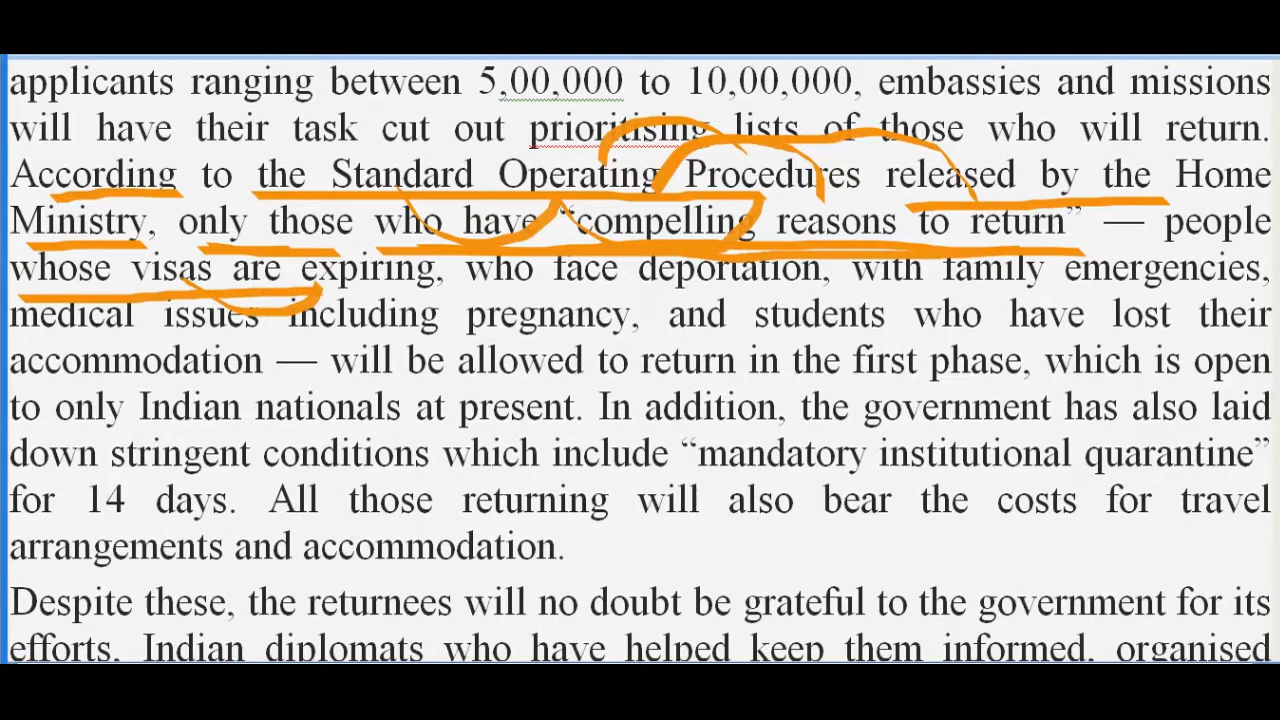 applicants ranging between 5,00,000 to 10,00,000, embassies and missions
will have their task cut out prioritising lists of those who will return.
According to the Standard Operating Procedures released by the Home
Ministry, only those who have “compelling reasons to return” — people
whose visas are expiring, who face deportation, with family emergencies,
medical issues including pregnancy, and students who have lost their
accommodation — will be allowed to return in the first phase, which is open
to only Indian nationals at present. In addition, the government has also laid
down stringent conditions which include “mandatory institutional quarantine”
for 14 days. All those returning will also bear the costs for travel
arrangements and accommodation.
Despite these, the returnees will no doubt be grateful to the government for its
efforts. Indian diplomats who have helped keep them informed, organised